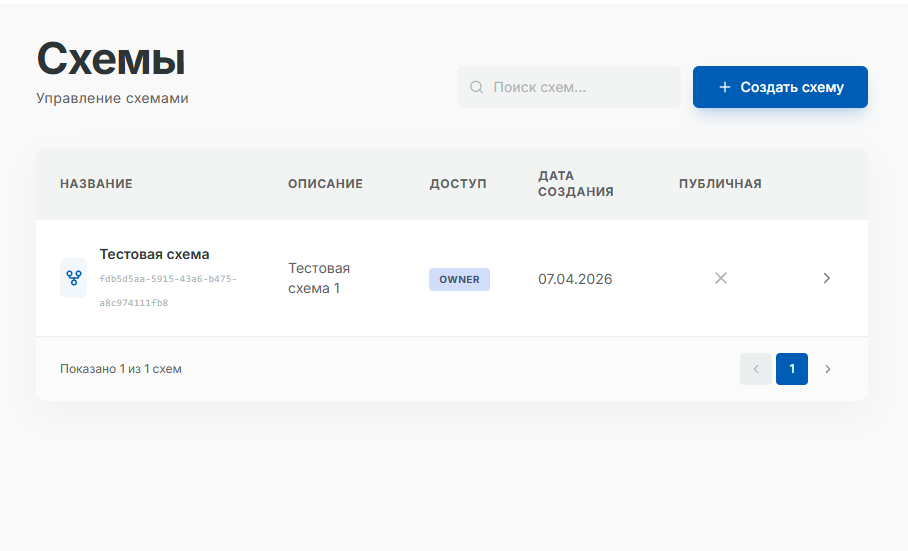 Схемы
Управление схемами
Поиск схем...
Создать схему
НАЗВАНИЕ
ОПИСАНИЕ
ДОСТУП
ДАТА
СОЗДАНИЯ
ПУБЛИЧНАЯ
Тестовая схема
fdb5d5aa-5915-43a6-b475-
a8c974111fb8
Тестовая
схема 1
OWNER
07.04.2026
Показано 1 из 1 схем
1